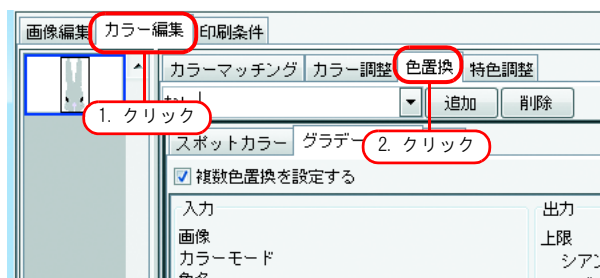 画像編集 カラー編集 印刷条件
カラーマッチング カラー調整 色置換 特色調整
追加 削除
1. クリック
スポットカラー グラデー
2. クリック
複数色置換を設定する
入力 出力
画像 上限
カラーモード シアン